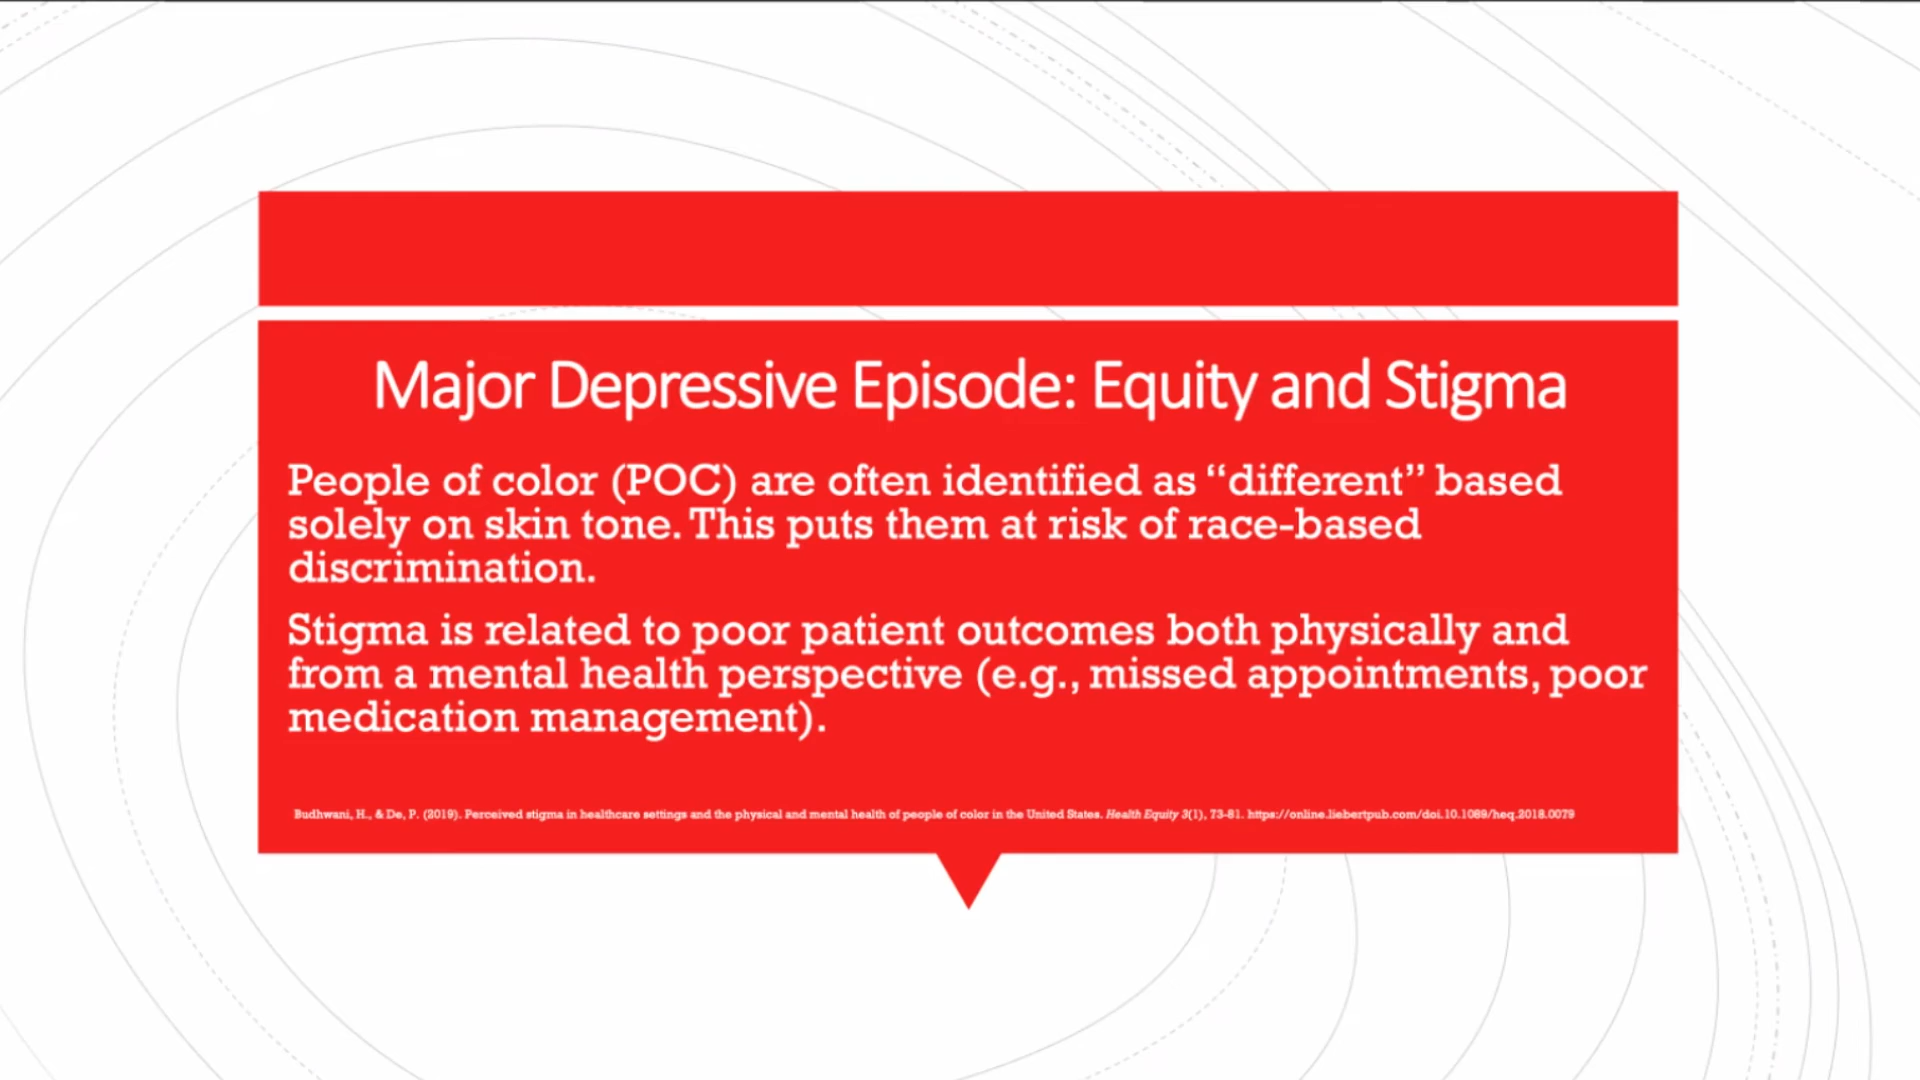 Major Depressive Episode: Equity and Stigma
People of color (POC) are often identified as “different” based
solely on skin tone. This puts them at risk of race-based
discrimination.
Stigma is related to poor patient outcomes both physically and
from a mental health perspective (e.g., missed appointments, poor
medication management).
Budhwani, H., & De, P. (2019). Perceived stigma in healthcare settings and the physical and mental health of people of color in the United States. Health Equity 3(1), 73-81. https://online.liebertpub.com/doi.10.1089/heq.2018.0079